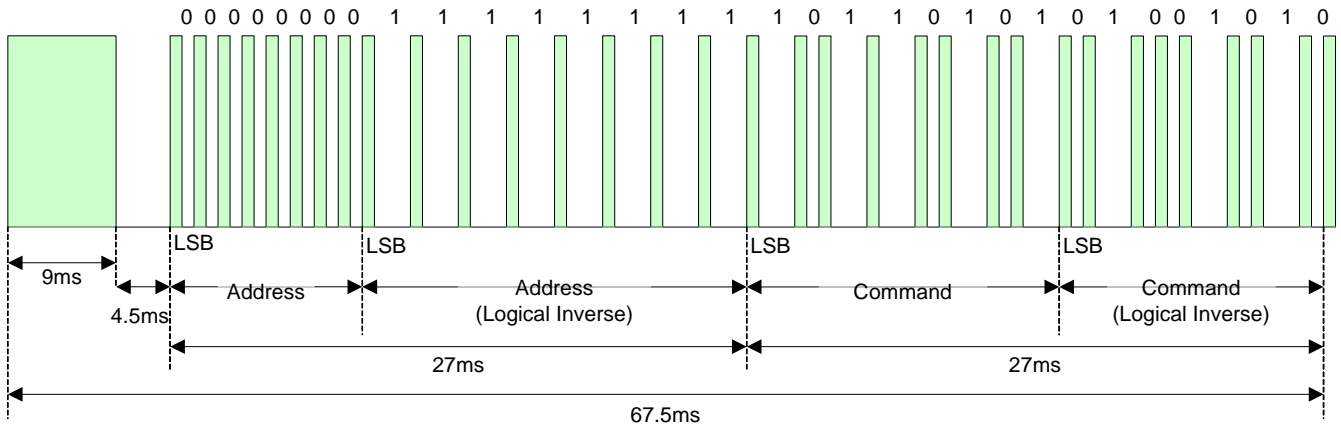 0 0 0 0 0 0 0 0 1 1 1 1 1 1 1 1 1 0 1 1 0 1 0 1 0 1 0 0 1 0 1 0
LSB LSB LSB LSB
9ms
4.5ms
Address
Address
(Logical Inverse)
Command
Command
(Logical Inverse)
27ms 27ms
67.5ms